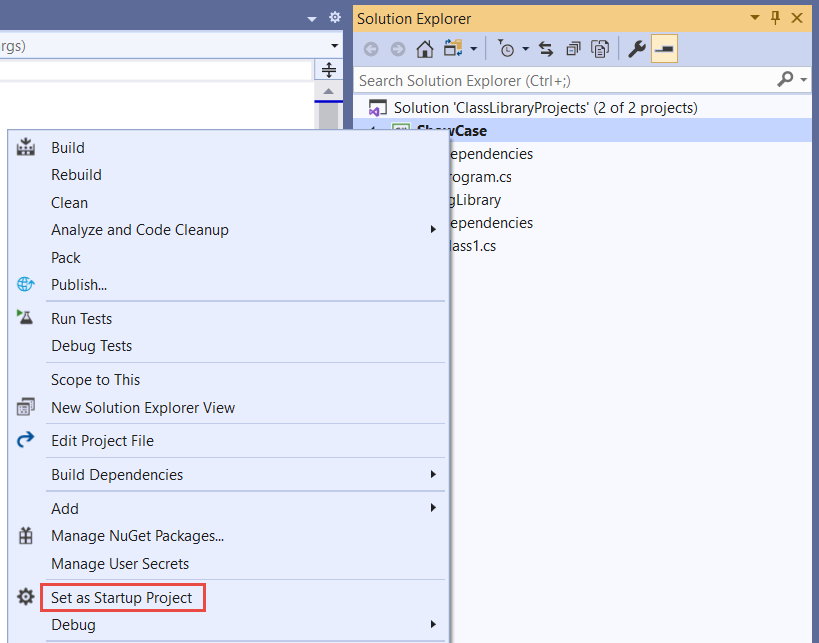 Solution Explorer
args)
Search Solution Explorer (Ctrl+;)
Solution 'ClassLibraryProjects' (2 of 2 projects)
ShowCase
ependencies
rogram.cs
gLibrary
ependencies
lass1.cs
Build
Rebuild
Clean
Analyze and Code Cleanup
Pack
Publish...
Run Tests
Debug Tests
Scope to This
New Solution Explorer View
Edit Project File
Build Dependencies
Add
Manage NuGet Packages...
Manage User Secrets
Set as Startup Project
Debug